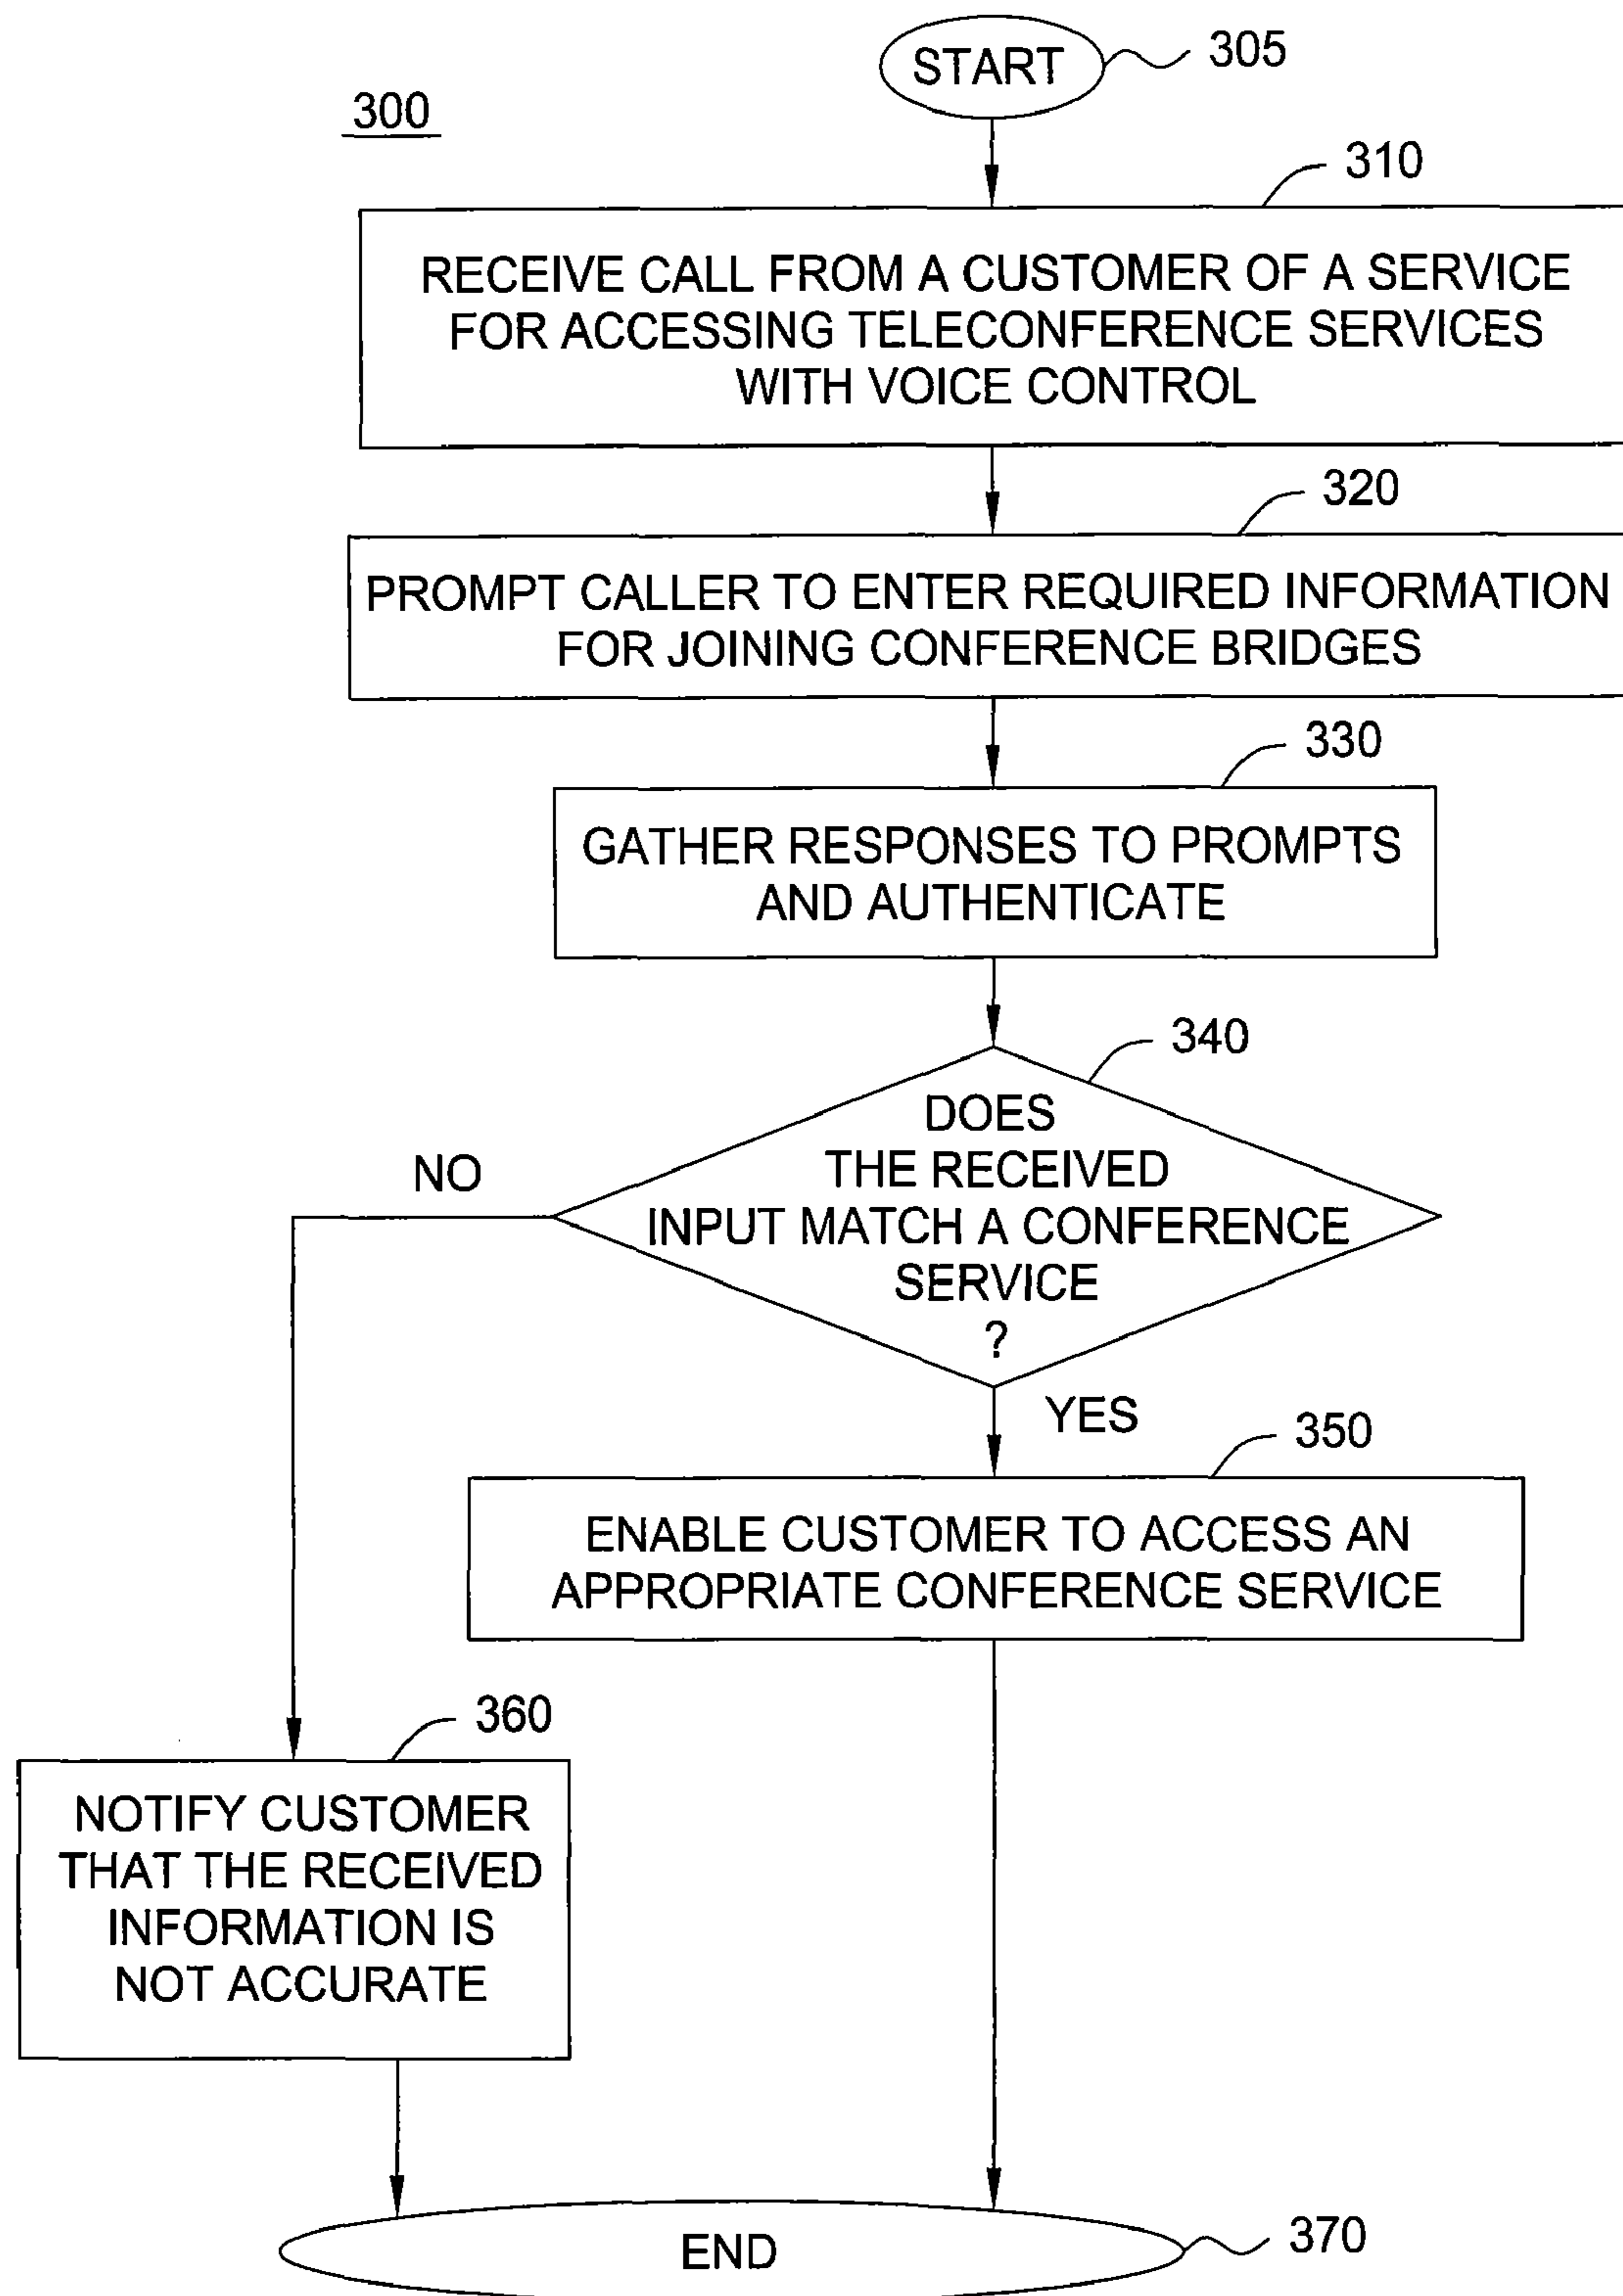 START
305
300
310
RECEIVE CALL FROM A CUSTOMER OF A SERVICE
FOR ACCESSING TELECONFERENCE SERVICES
WITH VOICE CONTROL
320
PROMPT CALLER TO ENTER REQUIRED INFORMATION
FOR JOINING CONFERENCE BRIDGES
330
GATHER RESPONSES TO PROMPTS
AND AUTHENTICATE
340
DOES
THE RECEIVED
INPUT MATCH A CONFERENCE
SERVICE
?
NO
YES
350
ENABLE CUSTOMER TO ACCESS AN
APPROPRIATE CONFERENCE SERVICE
360
NOTIFY CUSTOMER
THAT THE RECEIVED
INFORMATION IS
NOT ACCURATE
END
370